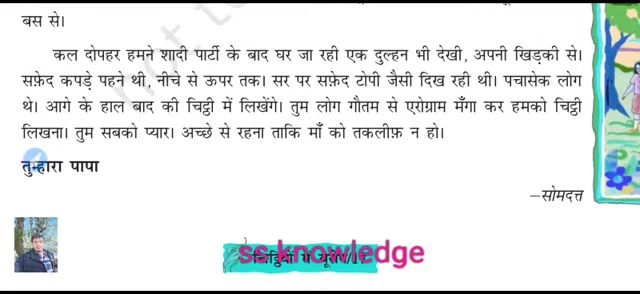 बस से।
कल दोपहर हमने शादी पार्टी के बाद घर जा रही एक दुल्हन भी देखी, अपनी खिड़की से।
सफ़ेद कपड़े पहने थी, नीचे से ऊपर तक। सर पर सफ़ेद टोपी जैसी दिख रही थी। पचासेक लोग
थे। आगे के हाल बाद की चिट्ठी में लिखेंगे। तुम लोग गौतम से एरोग्राम मँगा कर हमको चिट्ठी
लिखना। तुम सबको प्यार। अच्छे से रहना ताकि माँ को तकलीफ़ न हो।
तुम्हारा पापा
–सोमदत्त
ss knowledge
चिट्ठियों में यूरोप/17